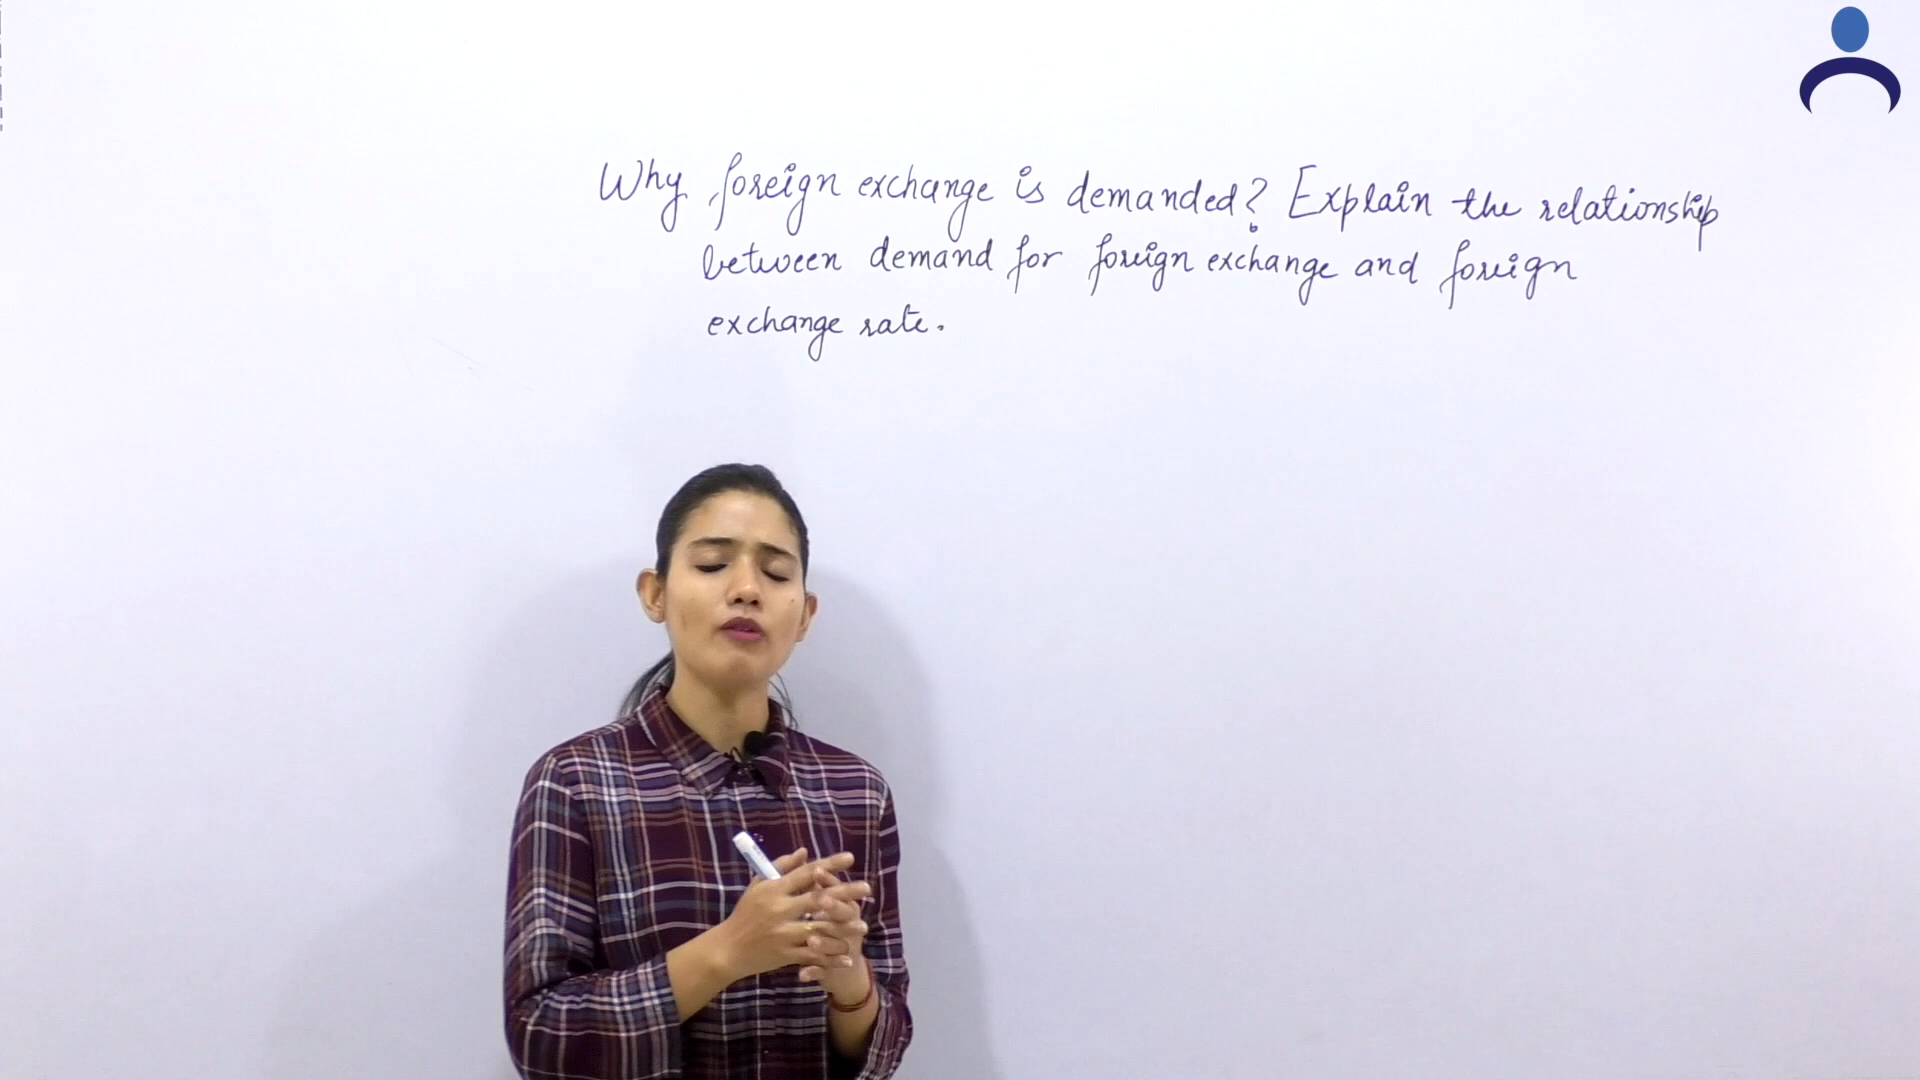 Why foreign exchange is demanded? Explain the relationship
between demand for foreign exchange and foreign
exchange rate.